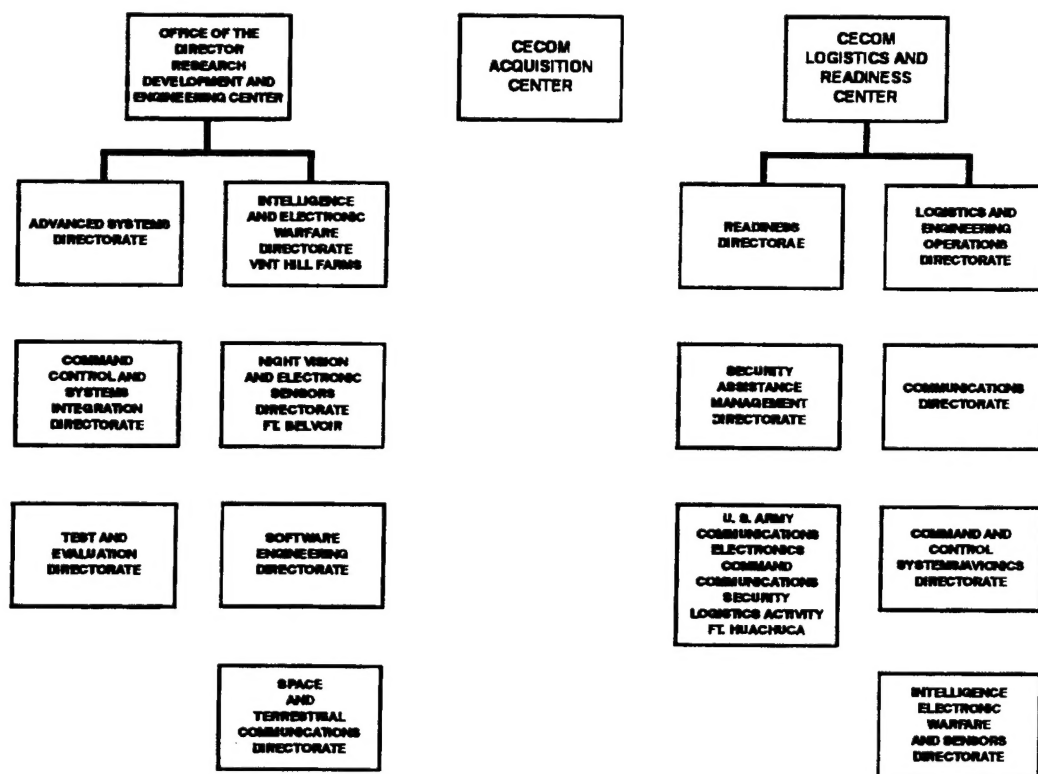 OFFICE OF THE
DIRECTOR
RESEARCH
DEVELOPMENT AND
ENGINEERING CENTER
CECOM
ACQUISITION
CENTER
CECOM
LOGISTICS AND
READINESS
CENTER
ADVANCED SYSTEMS
DIRECTORATE
INTELLIGENCE
AND ELECTRONIC
WARFARE
DIRECTORATE
VINT HILL FARMS
READINESS
DIRECTORAE
LOGISTICS AND
ENGINEERING
OPERATIONS
DIRECTORATE
COMMAND
CONTROL AND
SYSTEMS
INTEGRATION
DIRECTORATE
NIGHT VISION
AND ELECTRONIC
SENSORS
DIRECTORATE
FT. BELVOIR
SECURITY
ASSISTANCE
MANAGEMENT
DIRECTORATE
COMMUNICATIONS
DIRECTORATE
TEST AND
EVALUATION
DIRECTORATE
SOFTWARE
ENGINEERING
DIRECTORATE
U. S. ARMY
COMMUNICATIONS
ELECTRONICS
COMMAND
COMMUNICATIONS
SECURITY
LOGISTICS ACTIVITY
FT. HUACHUCA
COMMAND AND
CONTROL
SYSTEMS/AVIONICS
DIRECTORATE
SPACE
AND
TERRESTRIAL
COMMUNICATIONS
DIRECTORATE
INTELLIGENCE
ELECTRONIC
WARFARE
AND SENSORS
DIRECTORATE